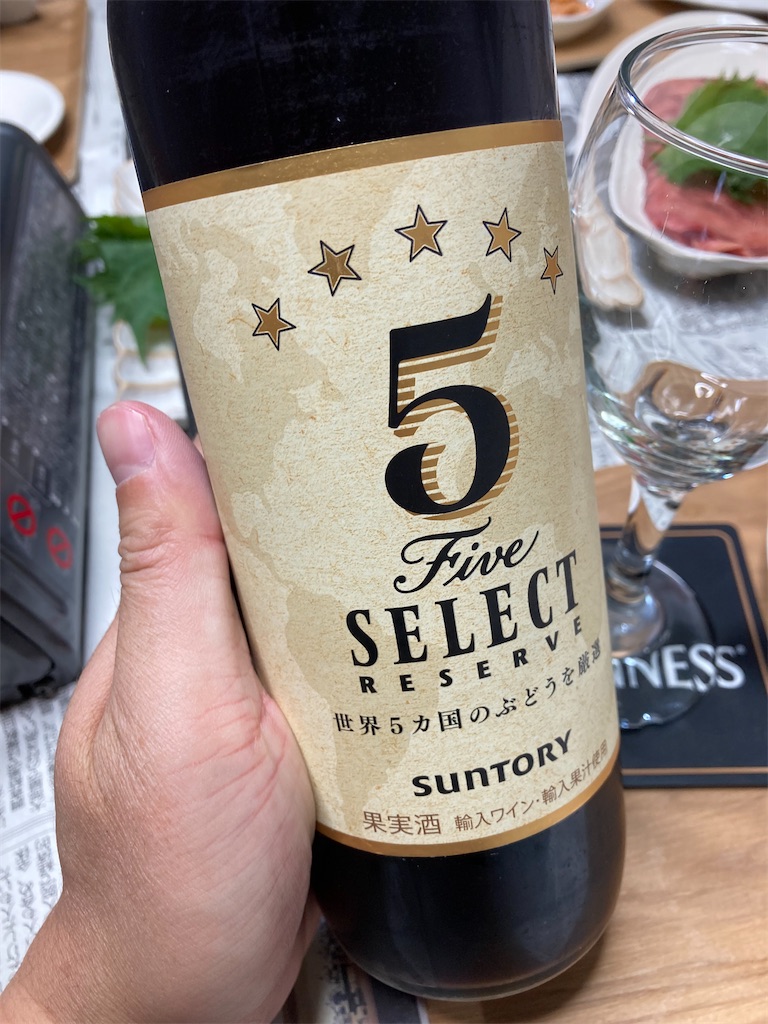 5
Five
SELECT
RESERVE
世界5カ国のぶどうを厳選
SUNTORY
果実酒 輸入ワイン・輸入果汁使用
NNESS